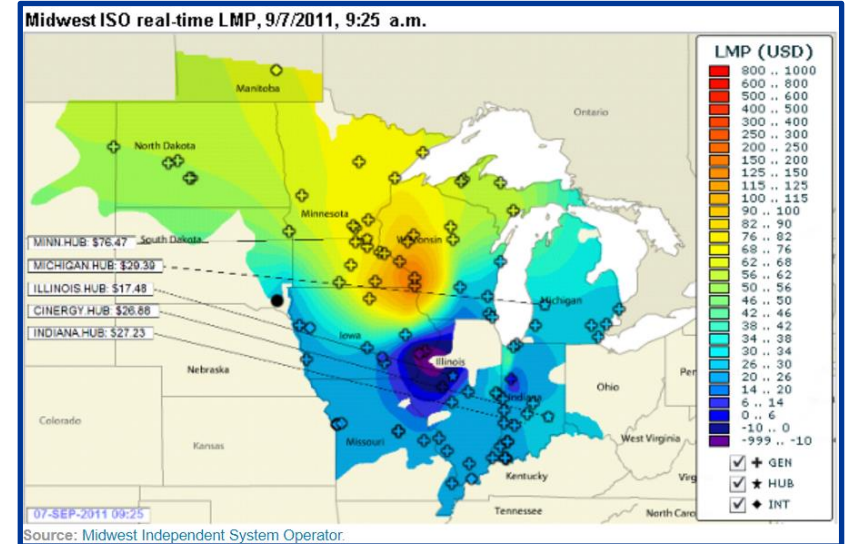 Midwest ISO real-time LMP, 9/7/2011, 9:25 a.m.
Manitoba
Ontario
North Dakota
Minnesota
MINN.HUB: $76.47
South Dakota
Wisconsin
MICHIGAN.HUB: $29.39
ILLINOIS.HUB: $17.48
Michigan
CINERGY.HUB: $26.88
INDIANA.HUB: $27.23
Iowa
Illinois
Nebraska
Indiana
Ohio
Per
Colorado
Kansas
Missouri
West Virginia
Kentucky
Virg
Tennessee
North Caro
07-SEP-2011 09:25
LMP (USD)
800 .. 1000
600 .. 800
500 .. 600
400 .. 500
300 .. 400
250 .. 300
200 .. 250
150 .. 200
125 .. 150
115 .. 125
100 .. 115
90 .. 100
82 .. 90
76 .. 82
68 .. 76
62 .. 68
56 .. 62
50 .. 56
46 .. 50
42 .. 46
38 .. 42
34 .. 38
30 .. 34
26 .. 30
20 .. 26
14 .. 20
6 .. 14
0 .. 6
-10 .. 0
-999 .. -10
GEN
HUB
INT
Source: Midwest Independent System Operator.